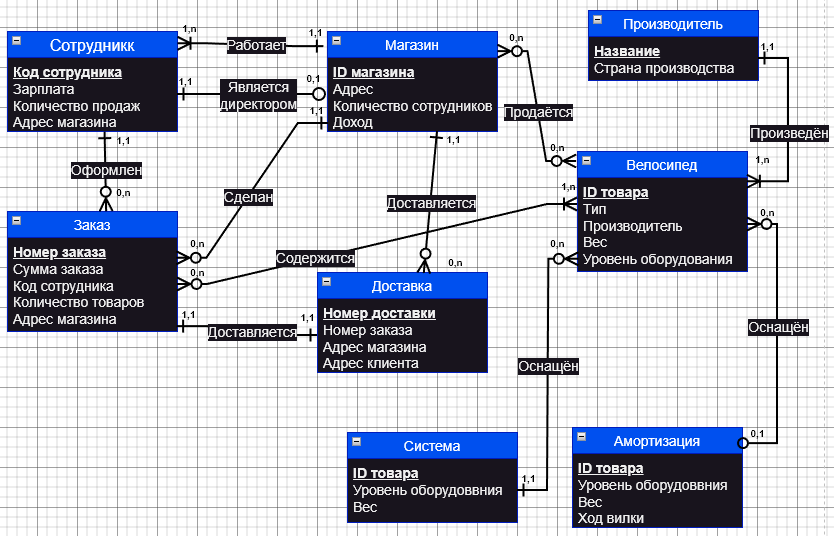 Сотрудникк
Код сотрудника
Зарплата
Количество продаж
Адрес магазина
1,n
Работает
1,1
1,1
Является
директором
0,1
Магазин
ID магазина
Адрес
Количество сотрудников
Доход
0,n
Производитель
Название
Страна производства
1,1
Произведён
1,n
Продаётся
0,n
Велосипед
ID товара
Тип
Производитель
Вес
Уровень оборудования
1,1
Оформлен
0,n
1,1
Сделан
0,n
1,1
Доставляется
0,n
1,n
Содержится
0,n
Заказ
Номер заказа
Сумма заказа
Код сотрудника
Количество товаров
Адрес магазина
1,1
Доставляется
1,1
Доставка
Номер доставки
Номер заказа
Адрес магазина
Адрес клиента
0,n
Оснащён
1,1
0,n
Оснащён
0,1
Система
ID товара
Уровень оборудоввния
Вес
Амортизация
ID товара
Уровень оборудоввния
Вес
Ход вилки